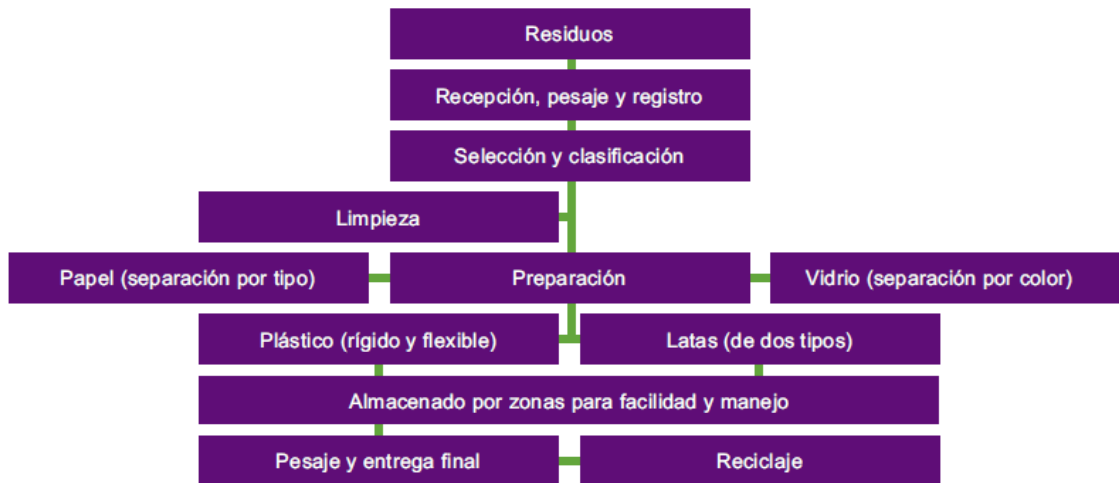 Residuos
Recepción, pesaje y registro
Selección y clasificación
Limpieza
Papel (separación por tipo)
Preparación
Vidrio (separación por color)
Plástico (rígido y flexible)
Latas (de dos tipos)
Almacenado por zonas para facilidad y manejo
Pesaje y entrega final
Reciclaje